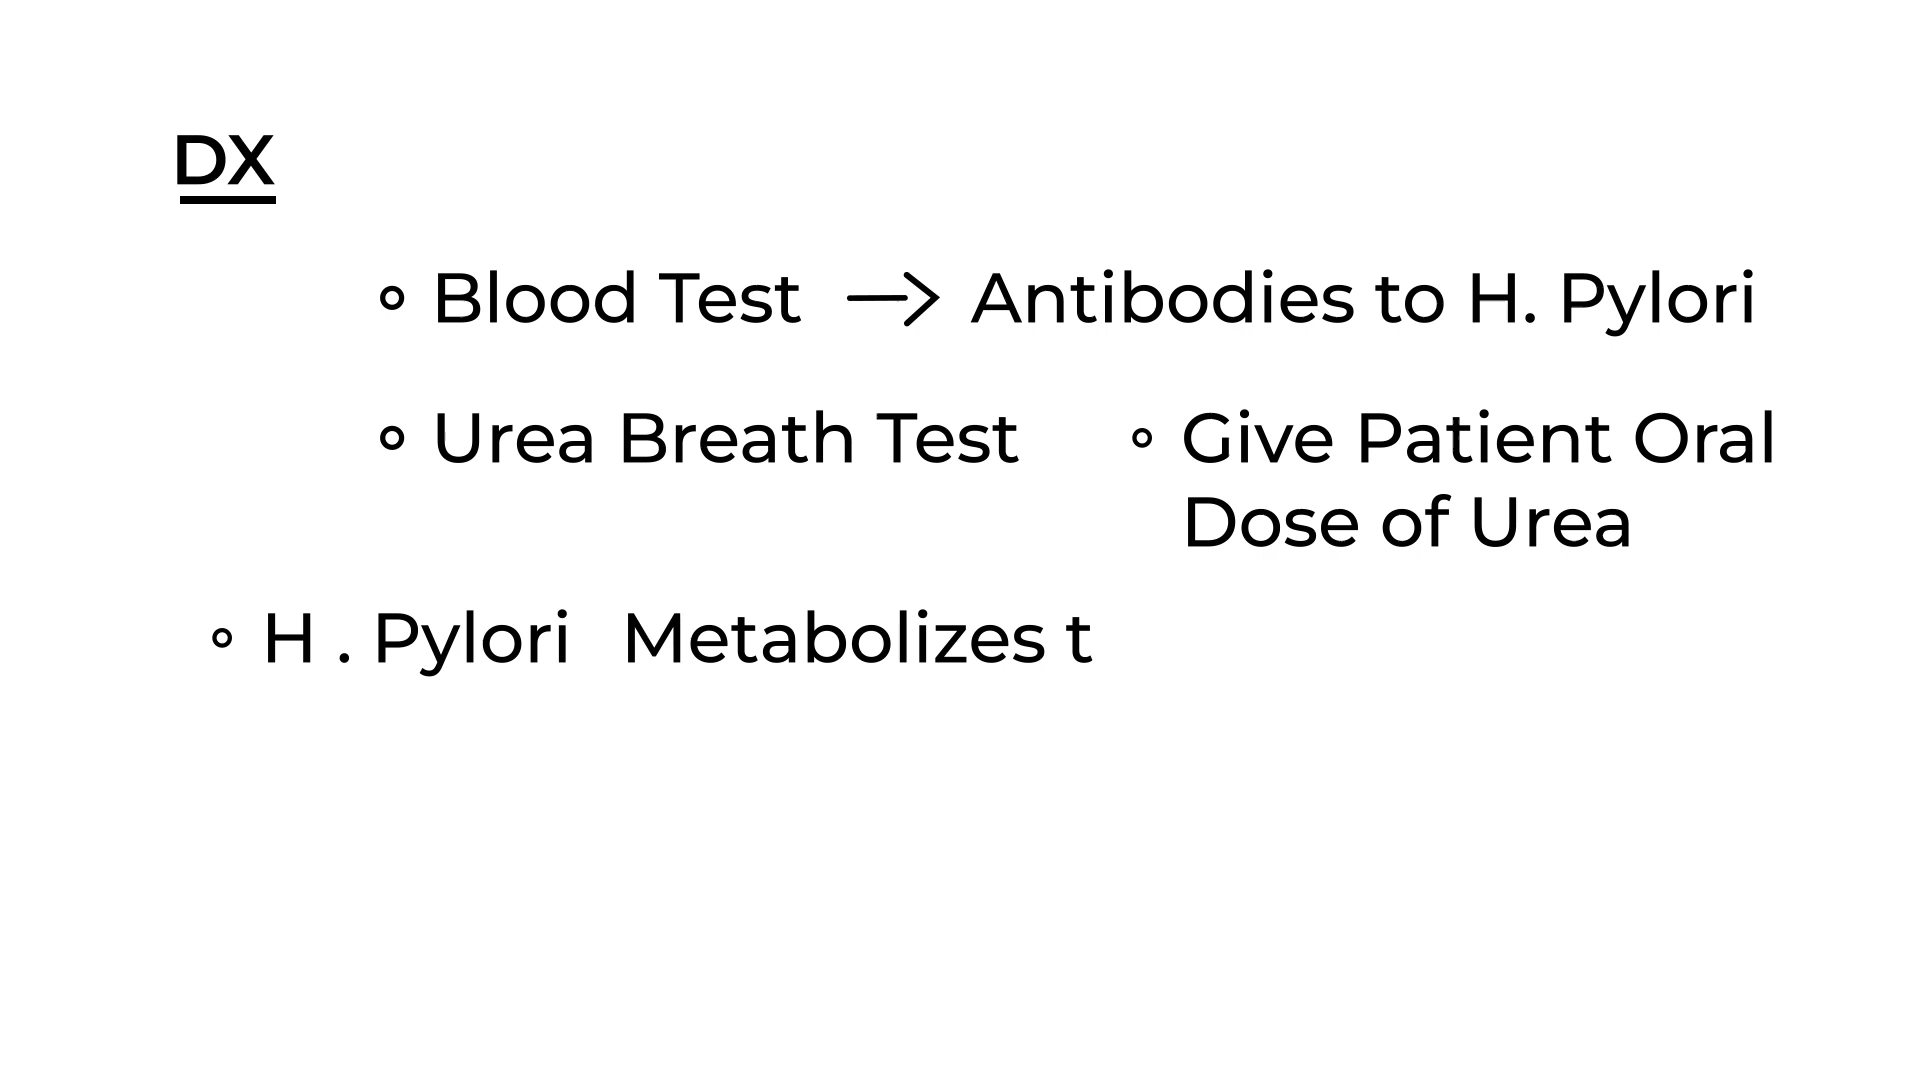 DX
Blood Test → Antibodies to H. Pylori
Urea Breath Test
Give Patient Oral
Dose of Urea
H . Pylori Metabolizes t